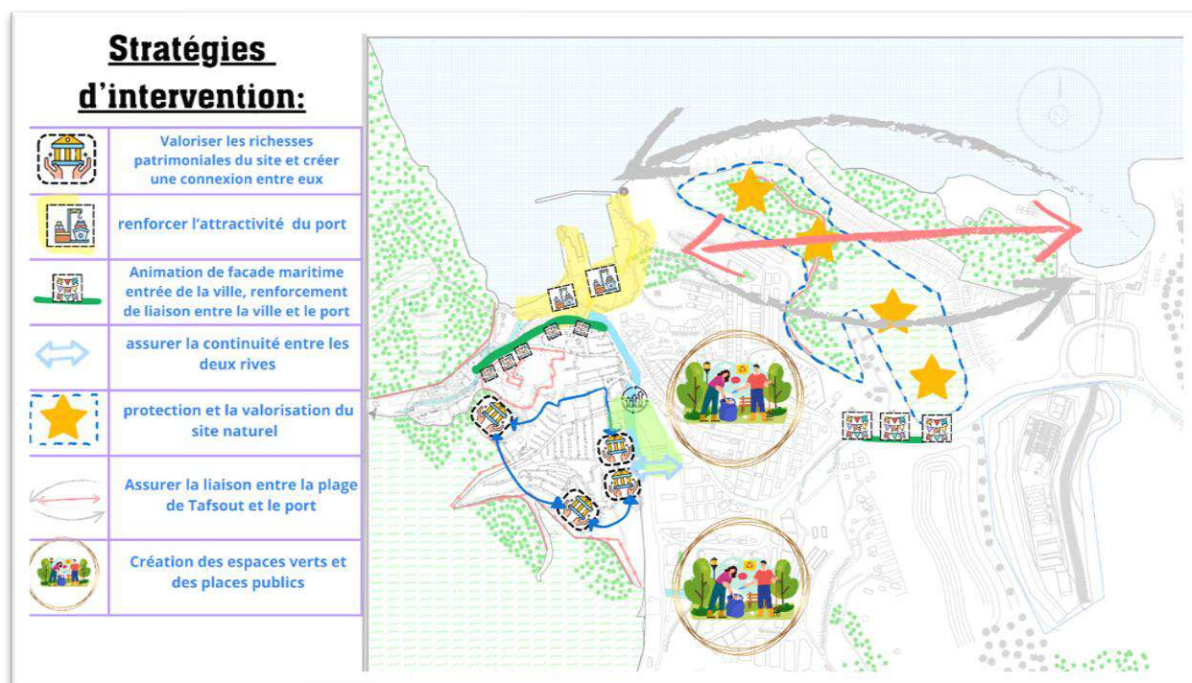 Stratégies
d'intervention:
Valoriser les richesses
patrimoniales du site et créer
une connexion entre eux
renforcer l'attractivité du port
Animation de facade maritime
entrée de la ville, renforcement
de liaison entre la ville et le port
assurer la continuité entre les
deux rives
protection et la valorisation du
site naturel
Assurer la liaison entre la plage
de Tafsout et le port
Création des espaces verts et
des places publics